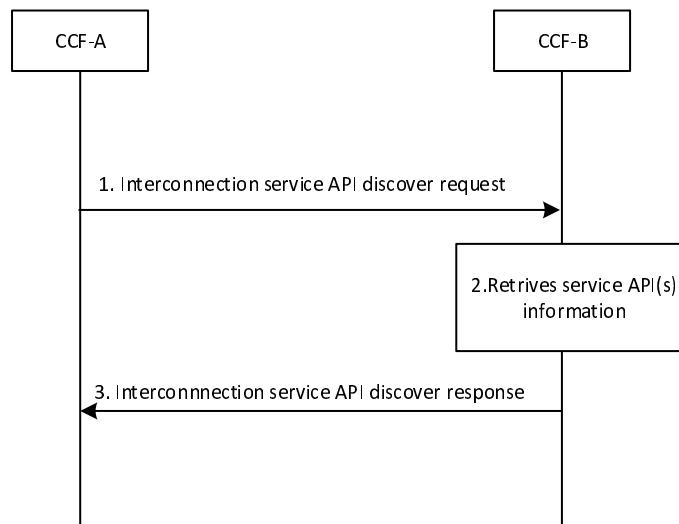 CCF-A
CCF-B
1. Interconnection service API discover request
2.Retrives service API(s)
information
3. Interconnnection service API discover response